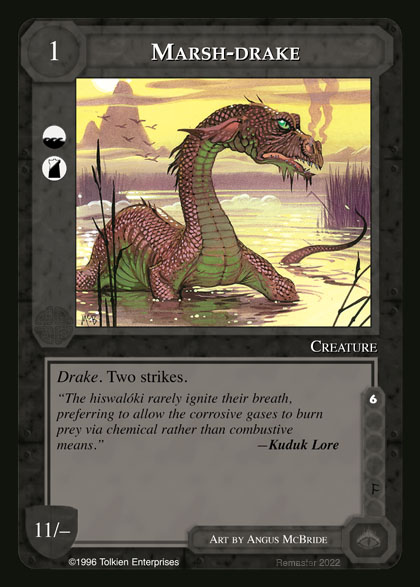 1
MARSH-DRAKE
McB
CREATURE
Drake. Two strikes.
“The hiswalóki rarely ignite their breath,
preferring to allow the corrosive gases to burn
prey via chemical rather than combustive
means.” —Kuduk Lore
6
F
11/–
ART BY ANGUS MCBRIDE
©1996 Tolkien Enterprises
Remaster 2022